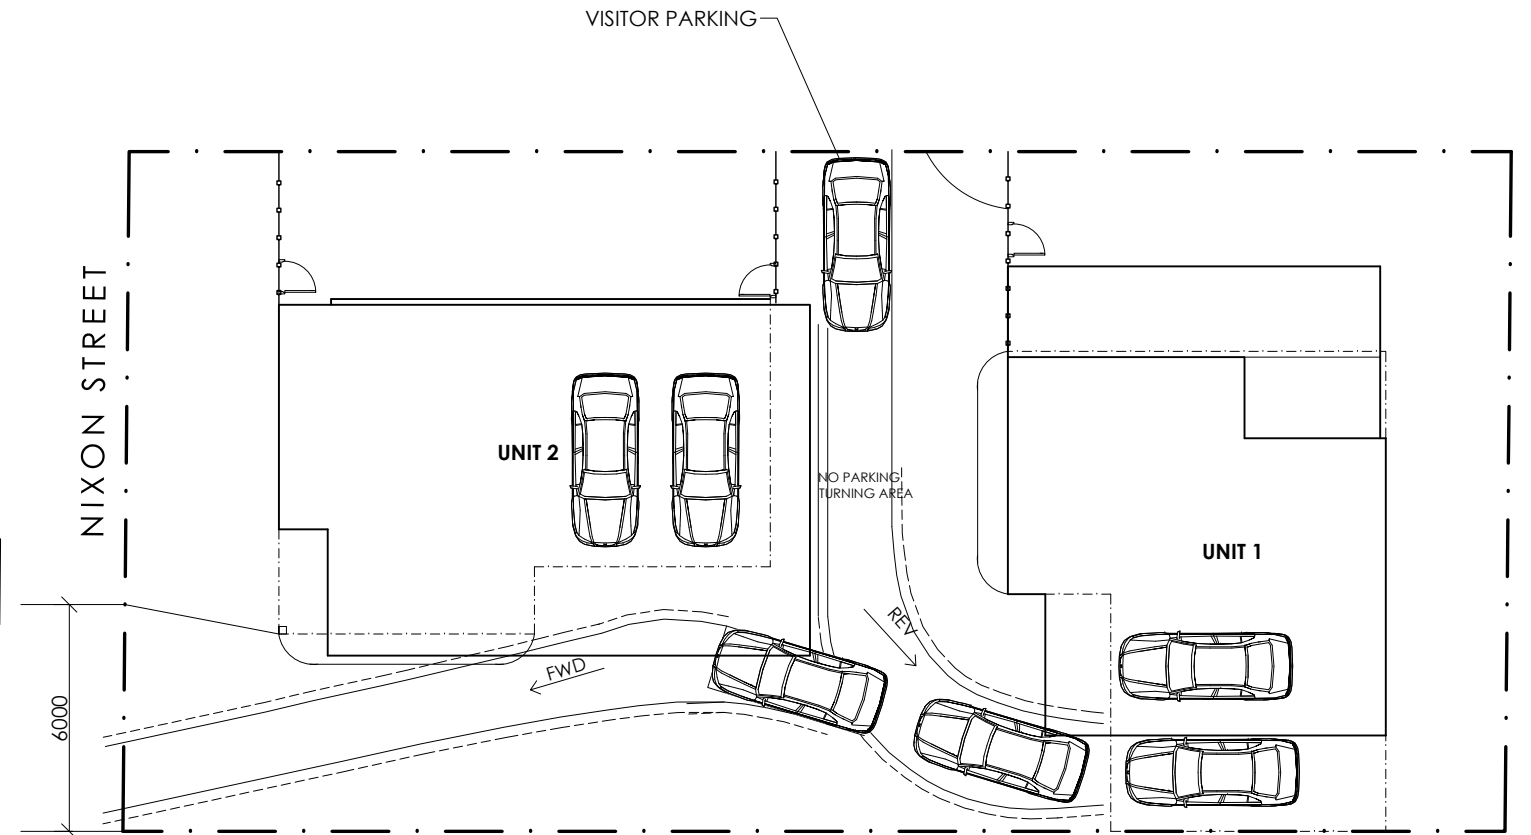 VISITOR PARKING
NIXON STREET
UNIT 2
NO PARKING
TURNING AREA
UNIT 1
REV
FWD
6000